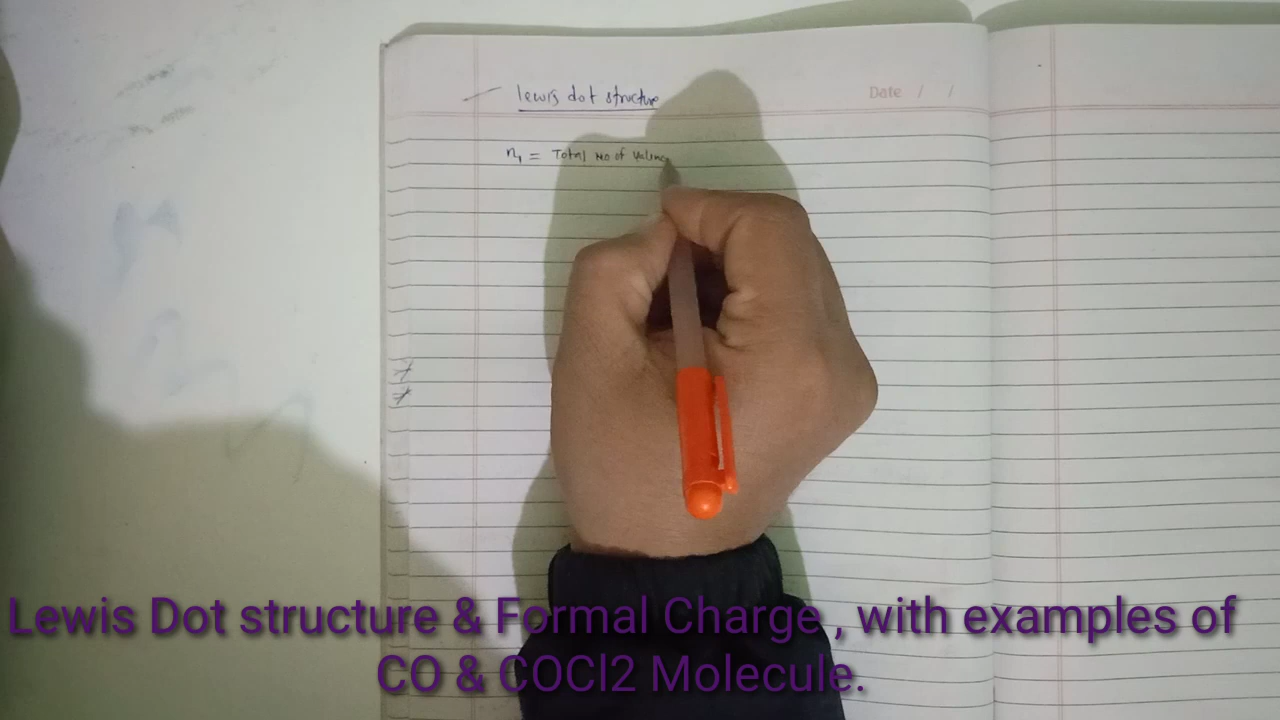 lewis dot structure
Date / /
n1 = Total No of Valenc
Lewis Dot structure & Formal Charge , with examples of
CO & COCl2 Molecule.